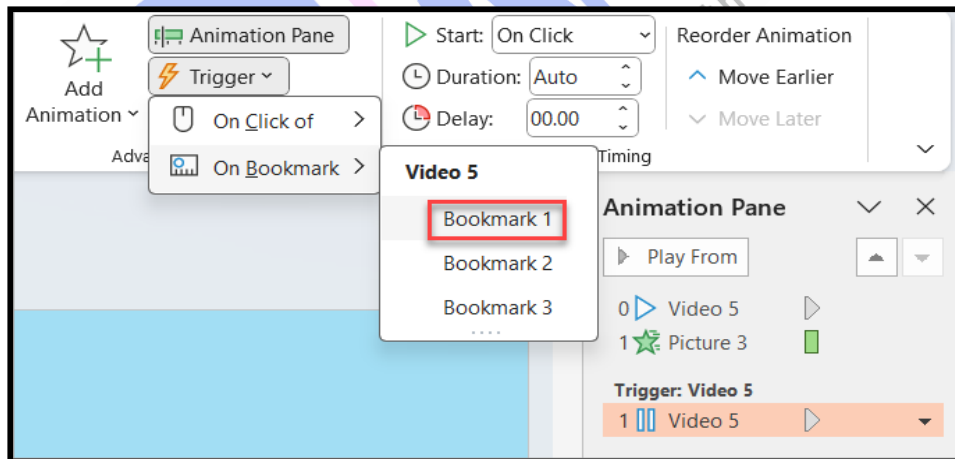 Add
Animation
Animation Pane
Trigger
On Click of
On Bookmark
Adva
Video 5
Bookmark 1
Bookmark 2
Bookmark 3
Start: On Click
Duration: Auto
Delay: 00.00
Timing
Reorder Animation
Move Earlier
Move Later
Animation Pane
Play From
0 Video 5
1 Picture 3
Trigger: Video 5
1 Video 5